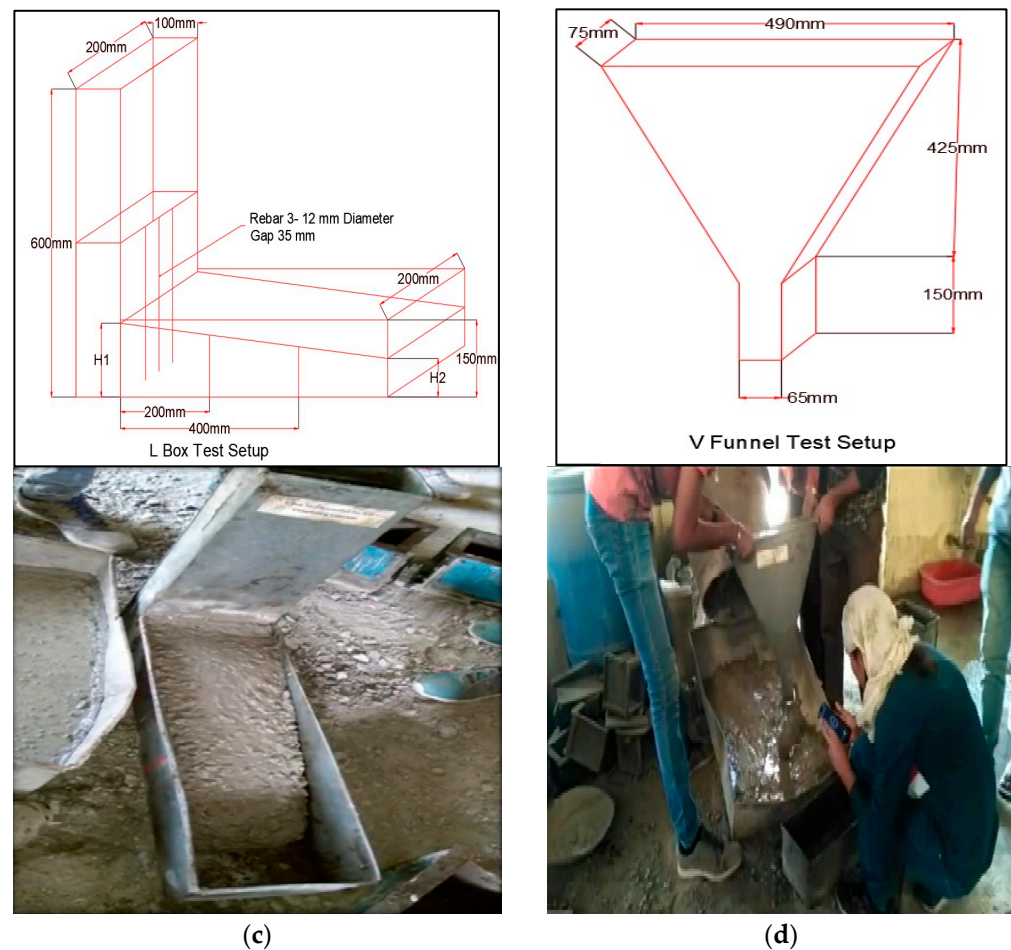 100mm
200mm
600mm
Rebar 3- 12 mm Diameter
Gap 35 mm
200mm
H1
H2
150mm
200mm
400mm
L Box Test Setup
75mm
490mm
425mm
150mm
65mm
V Funnel Test Setup
(c)
(d)